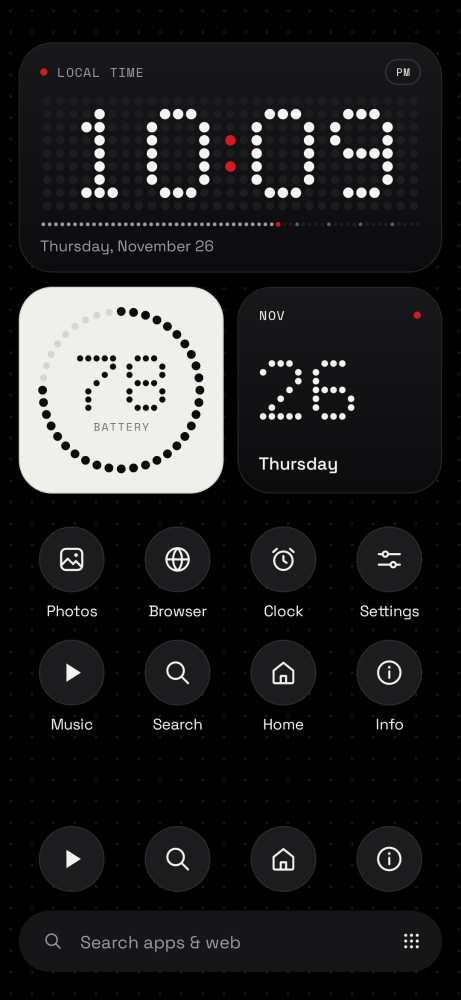 LOCAL TIME
PM
10:09
Thursday, November 26
78
BATTERY
NOV
26
Thursday
Photos
Browser
Clock
Settings
Music
Search
Home
Info
Search apps & web